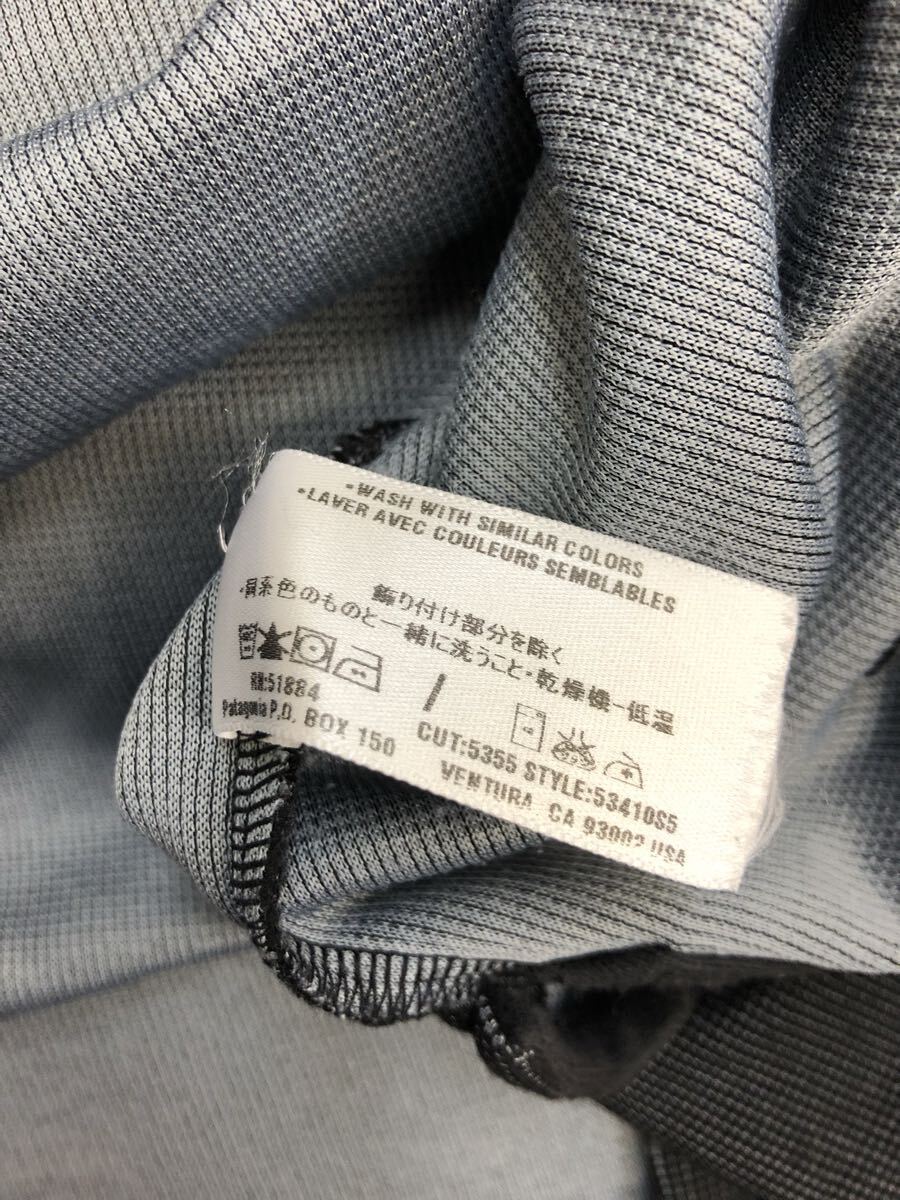 •WASH WITH SIMILAR COLORS
•LAVER AVEC COULEURS SEMBLABLES
飾り付け部分を除く
・同系色のものと一緒に洗うこと・乾燥機-低温
RN:51884
CUT:5355 STYLE:53410S5
Patagonia P.O. BOX 150
VENTURA, CA 93002 USA